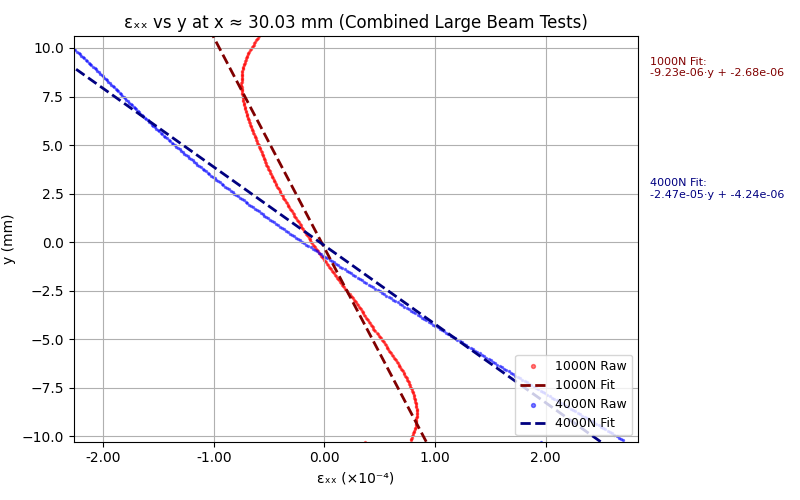 εₓₓ vs y at x ≈ 30.03 mm (Combined Large Beam Tests)
10.0
7.5
5.0
2.5
0.0
−2.5
−5.0
−7.5
−10.0
y (mm)
1000N Fit:
-9.23e-06·y + -2.68e-06
4000N Fit:
-2.47e-05·y + -4.24e-06
1000N Raw
1000N Fit
4000N Raw
4000N Fit
-2.00
-1.00
0.00
1.00
2.00
εₓₓ (×10⁻⁴)